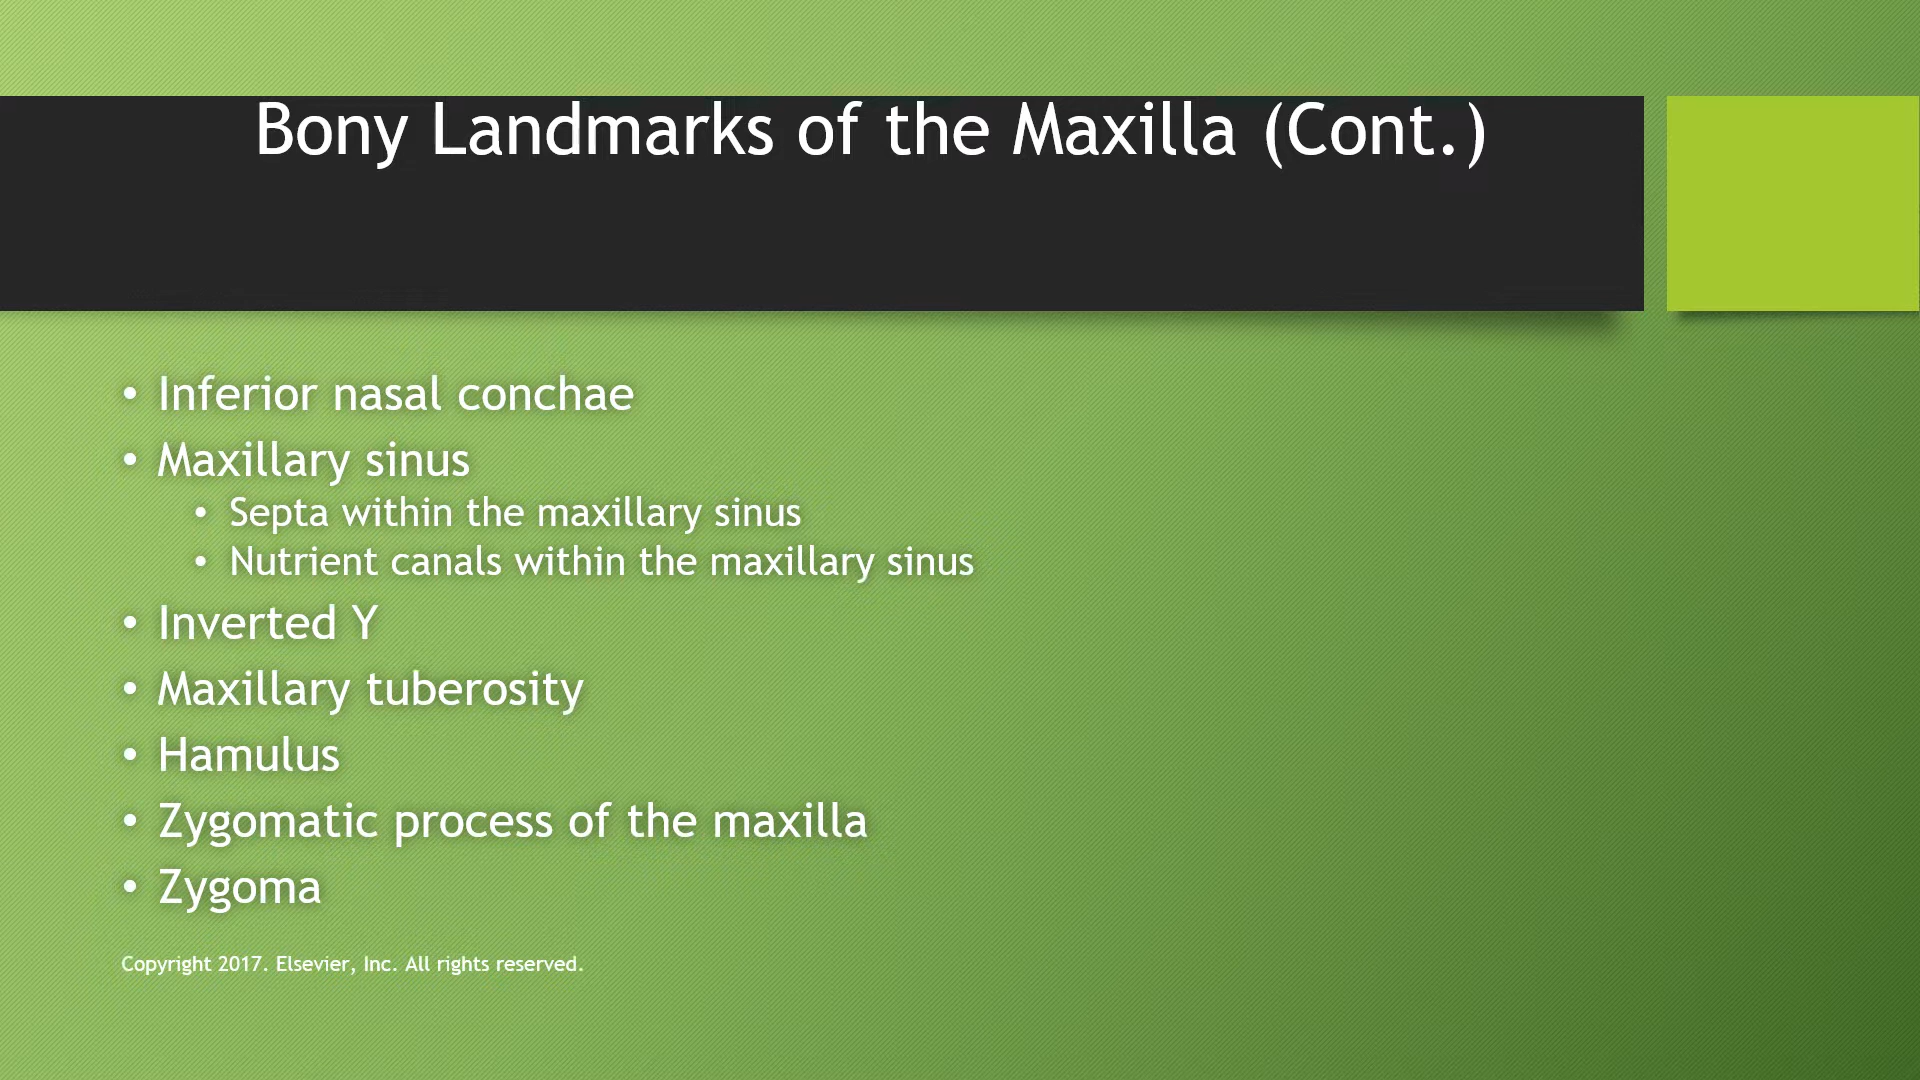 Bony Landmarks of the Maxilla (Cont.)
• Inferior nasal conchae
• Maxillary sinus
• Septa within the maxillary sinus
• Nutrient canals within the maxillary sinus
• Inverted Y
• Maxillary tuberosity
• Hamulus
• Zygomatic process of the maxilla
• Zygoma
Copyright 2017. Elsevier, Inc. All rights reserved.